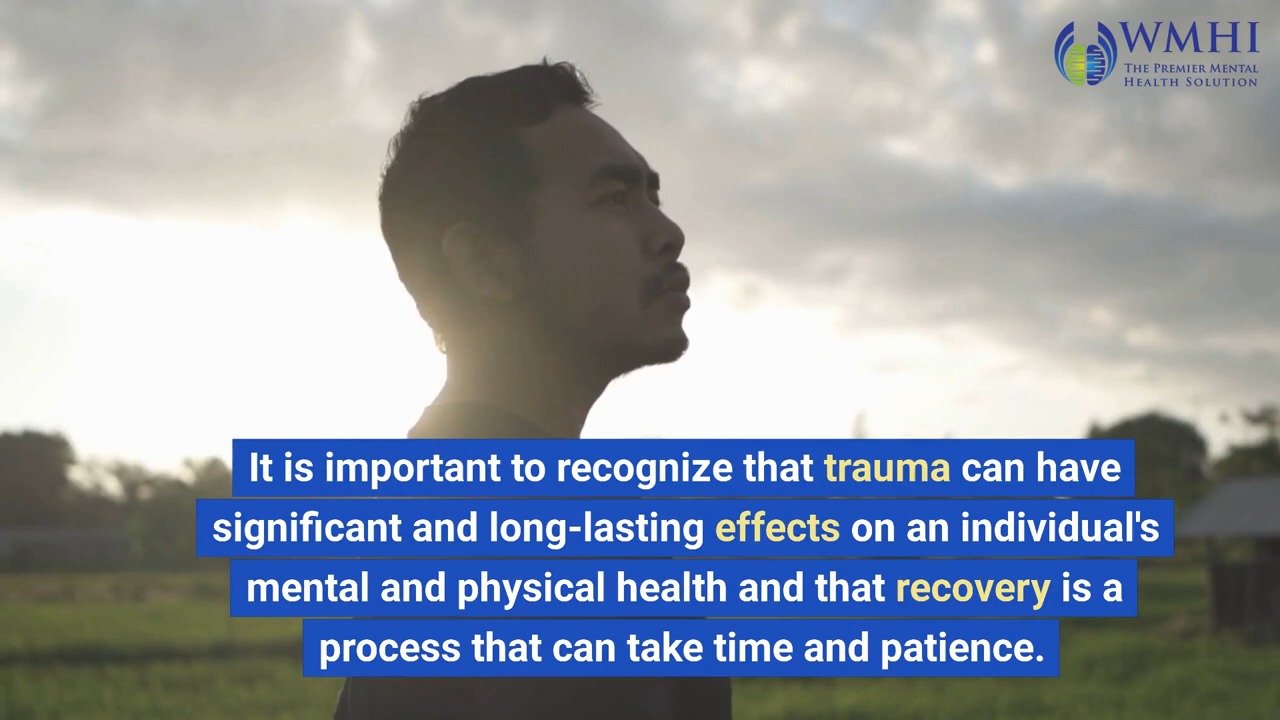 WMHI
THE PREMIER MENTAL
HEALTH SOLUTION
It is important to recognize that trauma can have
significant and long-lasting effects on an individual's
mental and physical health and that recovery is a
process that can take time and patience.